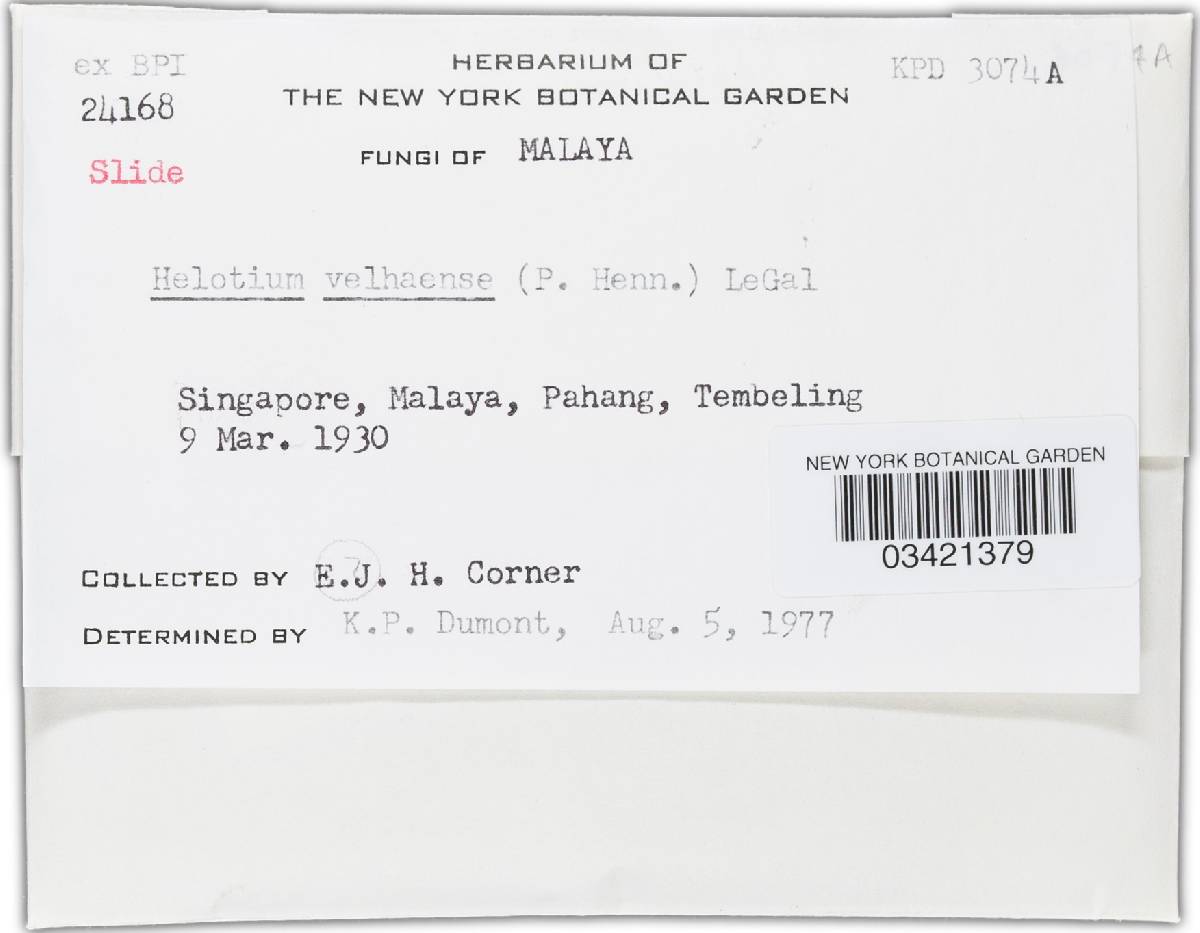 ex BPI
24168
Slide
HERBARIUM OF
THE NEW YORK BOTANICAL GARDEN
KPD 3074A
FUNGI OF MALAYA
Helotium velhaense (P. Henn.) LeGal
Singapore, Malaya, Pahang, Tembeling
9 Mar. 1930
NEW YORK BOTANICAL GARDEN
03421379
COLLECTED BY E.J. H. Corner
DETERMINED BY K.P. Dumont, Aug. 5, 1977